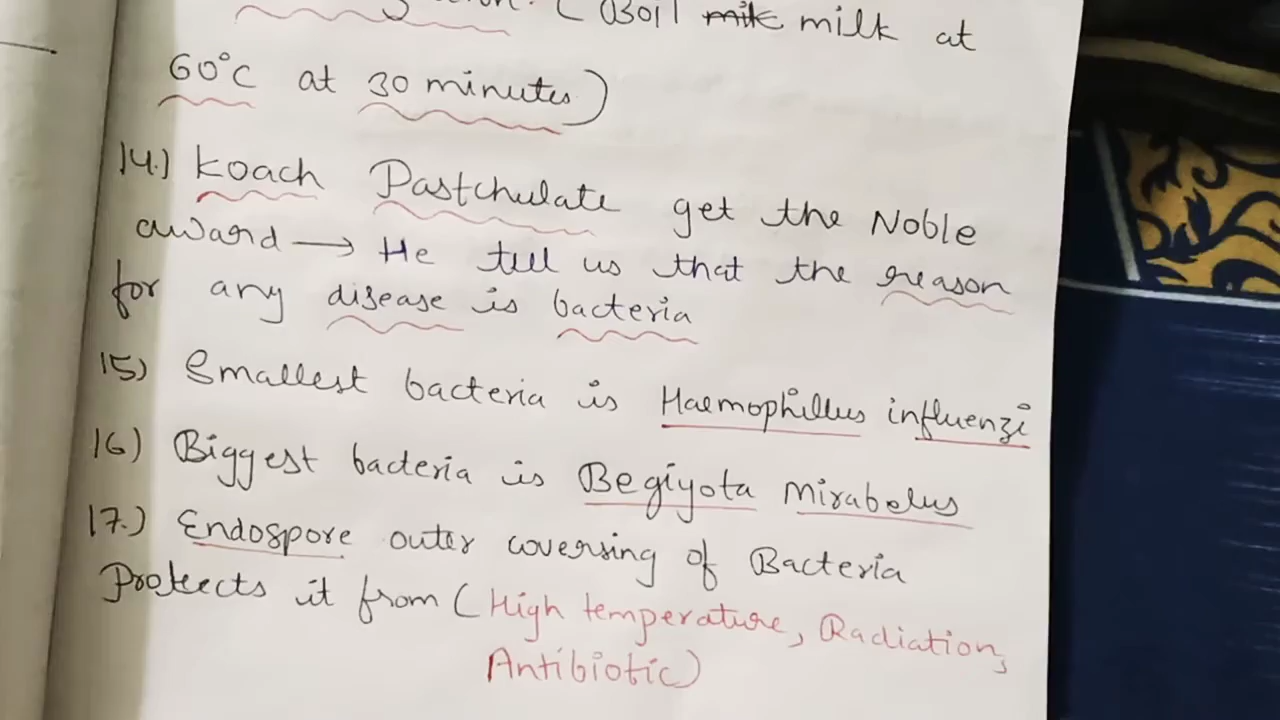 (Boil milk milk at
60°C at 30 minutes)
14.) Koach Pastchulate get the Noble
award → He tell us that the reason
for any disease is bacteria
15) Smallest bacteria is Haemophillus influenzi
16) Biggest bacteria is Begiyota Mirabolus
17.) Endospore outer coversing of Bacteria
Protects it from (High temperature, Radiation,
Antibiotic)